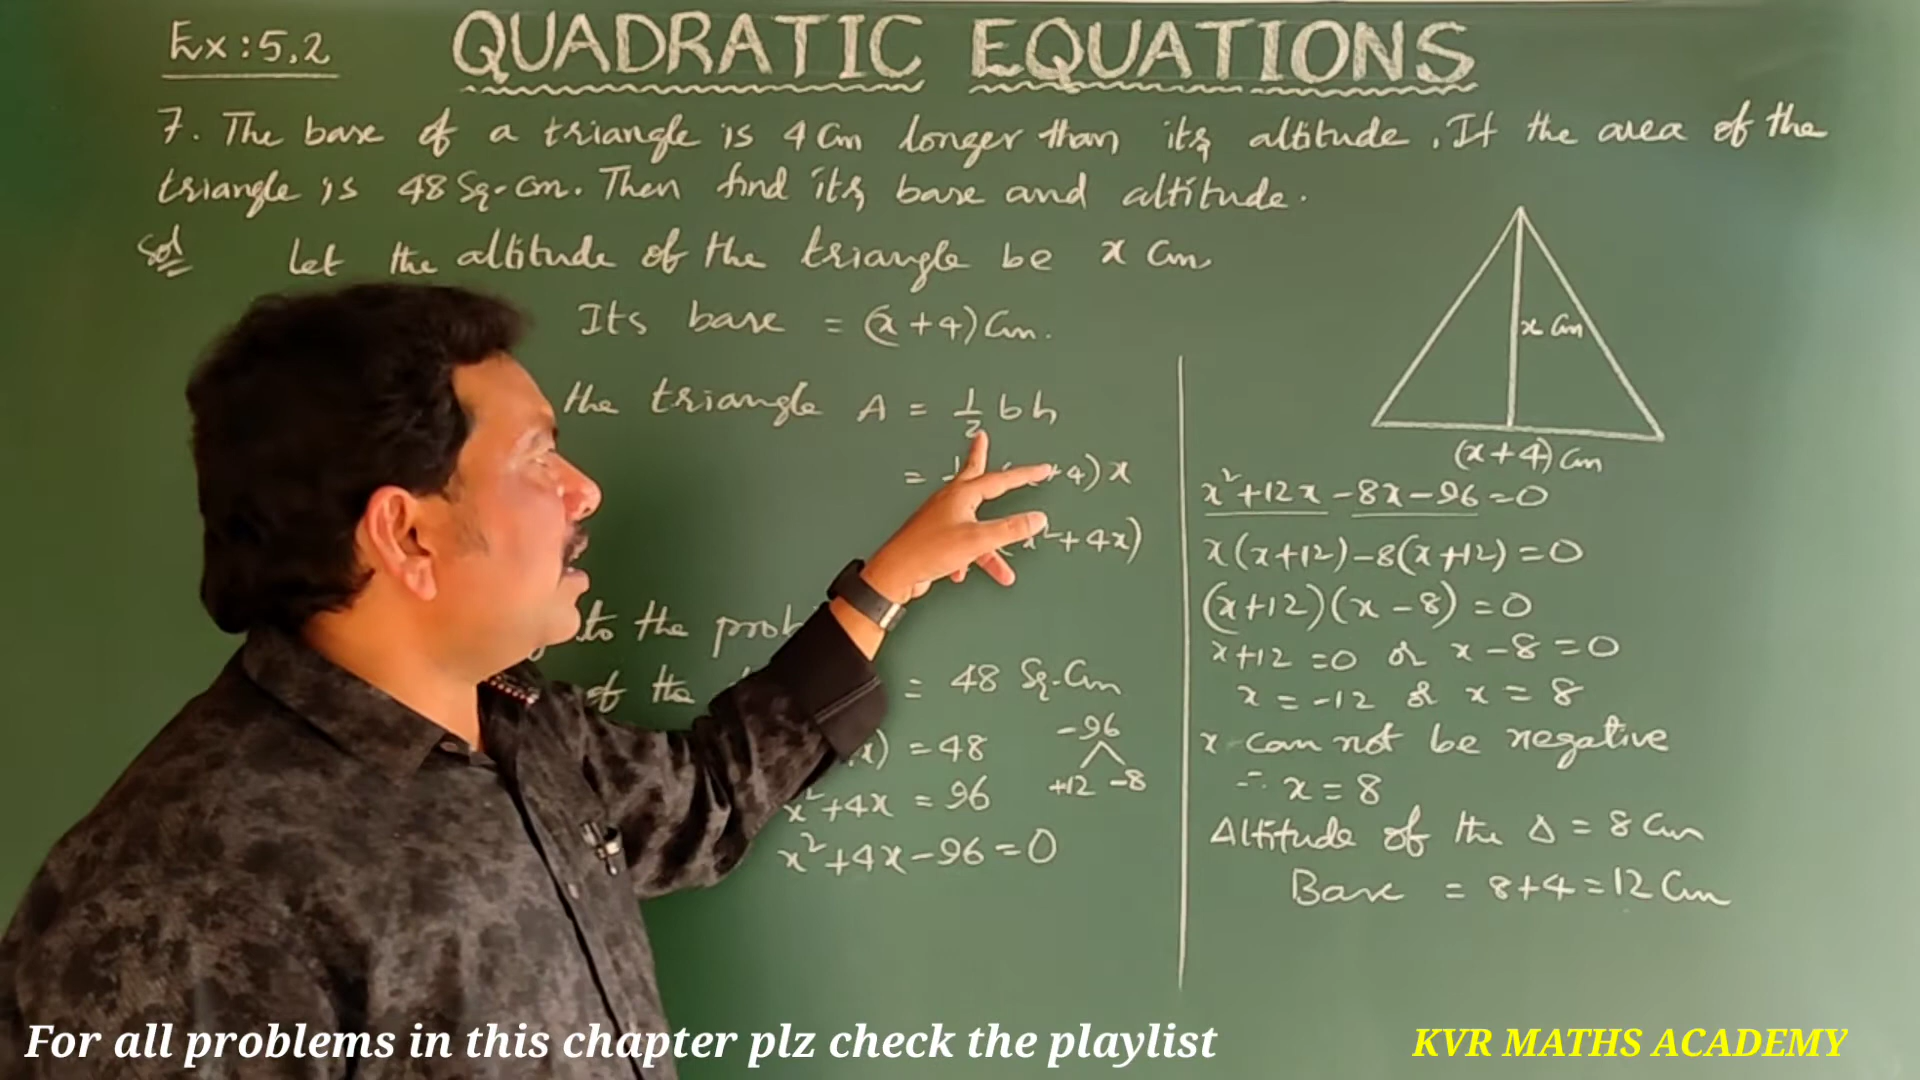 Ex:5.2
QUADRATIC EQUATIONS
7. The base of a triangle is 4 Cm longer than its altitude. If the area of the
triangle is 48 Sq.cm. Then find its base and altitude.
Sol
Let the altitude of the triangle be x Cm
Its base = (x+4) Cm.
the triangle A = 1/2 b h
= +4) x
x²+4x)
to the prob
of the = 48 Sq.Cm
x) = 48
x²+4x = 96
x²+4x-96=0
-96
+12 -8
x Cm
(x+4) Cm
x²+12x-8x-96=0
x(x+12)-8(x+12)=0
(x+12)(x-8)=0
x+12=0 or x-8=0
x=-12 or x=8
x can not be negative
∴ x=8
Altitude of the Δ = 8 Cm
Base = 8+4=12 Cm
For all problems in this chapter plz check the playlist
KVR MATHS ACADEMY